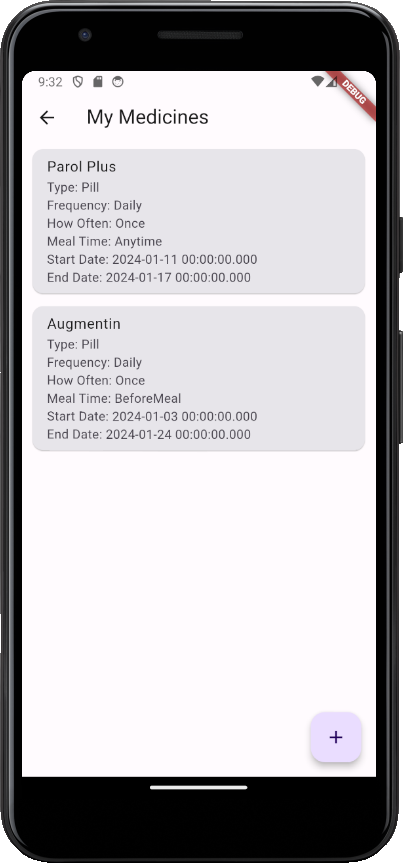 9:32
DEBUG
My Medicines
Parol Plus
Type: Pill
Frequency: Daily
How Often: Once
Meal Time: Anytime
Start Date: 2024-01-11 00:00:00.000
End Date: 2024-01-17 00:00:00.000
Augmentin
Type: Pill
Frequency: Daily
How Often: Once
Meal Time: BeforeMeal
Start Date: 2024-01-03 00:00:00.000
End Date: 2024-01-24 00:00:00.000